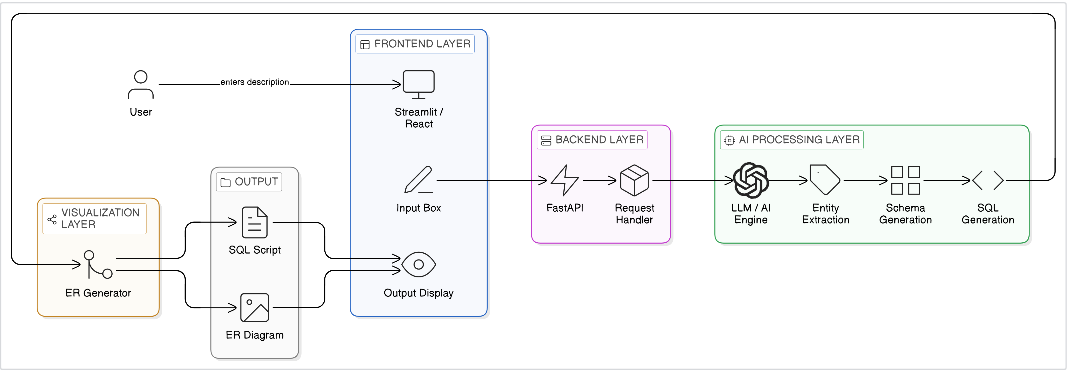 FRONTEND LAYER
enters description
User
Streamlit /
React
BACKEND LAYER
AI PROCESSING LAYER
OUTPUT
Input Box
FastAPI
Request
Handler
LLM / AI
Engine
Entity
Extraction
Schema
Generation
SQL
Generation
VISUALIZATION
LAYER
SQL Script
ER Generator
Output Display
ER Diagram